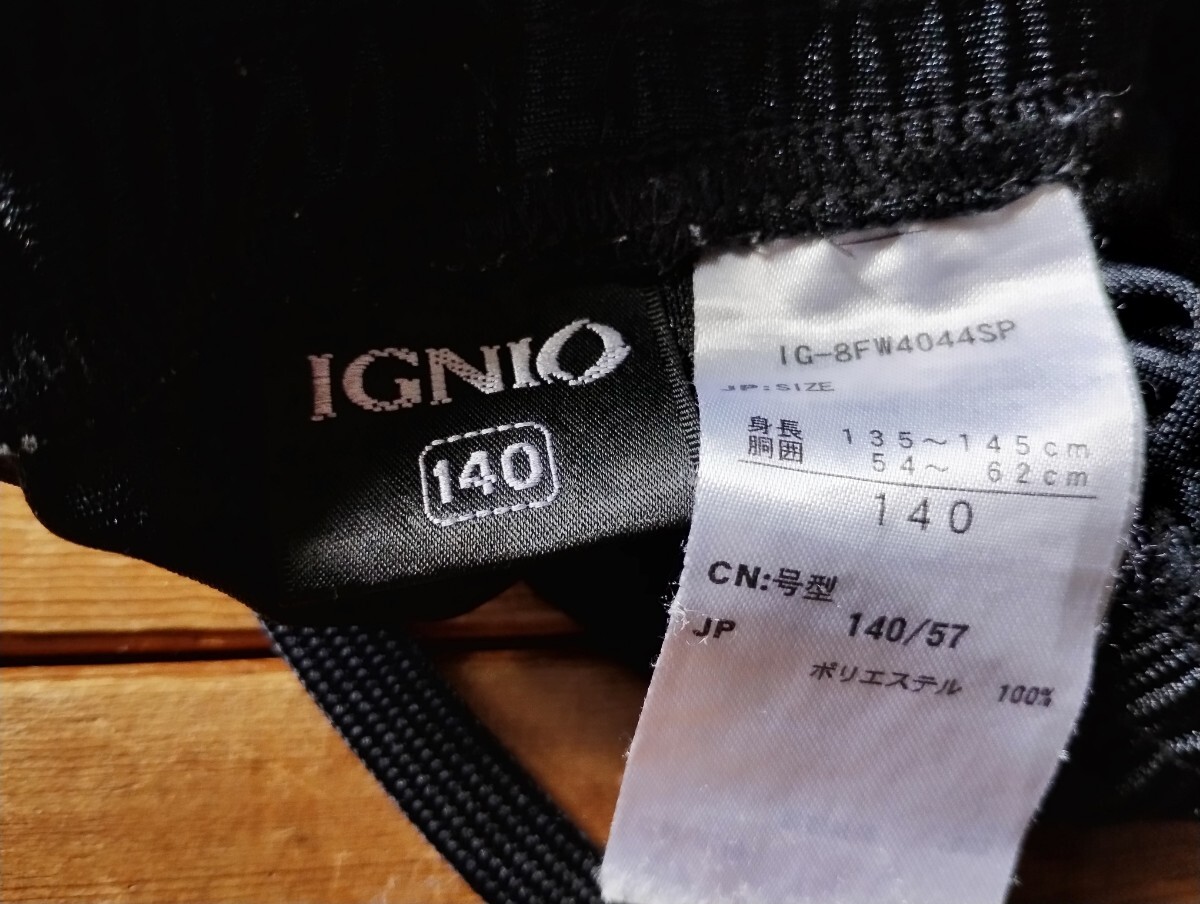 IGNIO
140
IG-8FW4044SP
JP:SIZE
身長 135～145cm
胴囲 54～ 62cm
140
CN:号型
JP 140/57
ポリエステル 100%